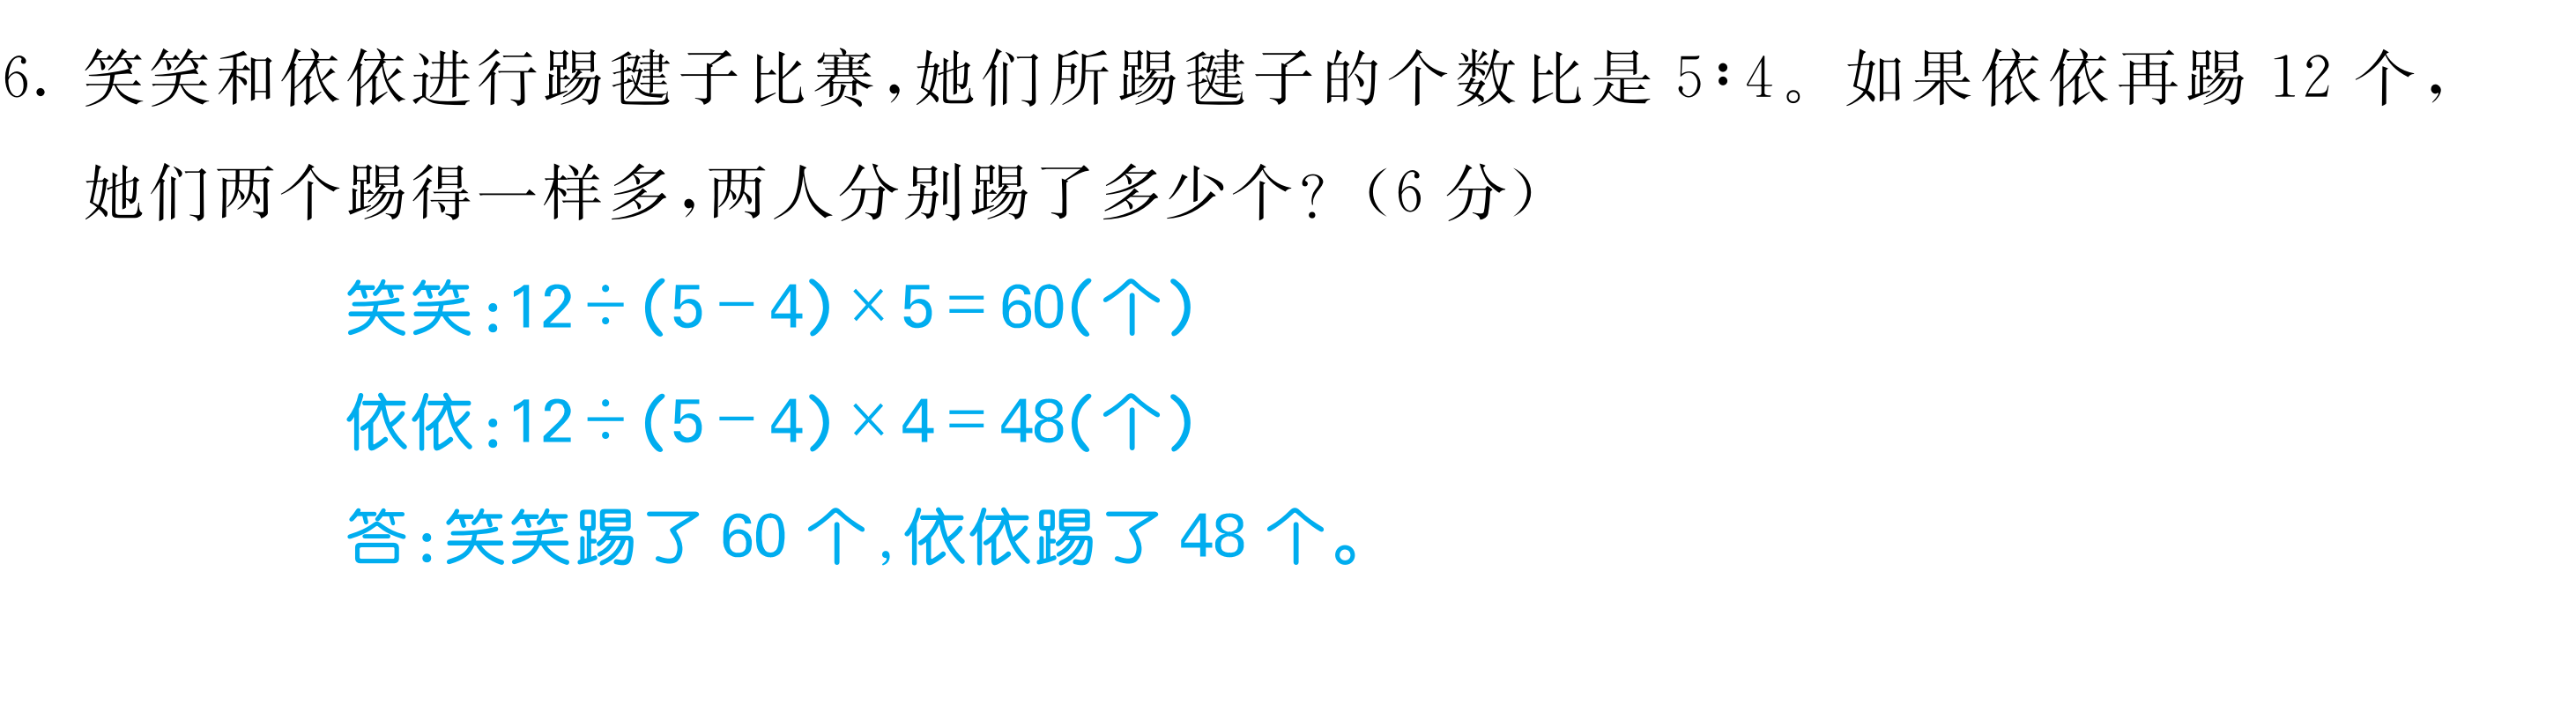 6. 笑笑和依依进行踢毽子比赛,她们所踢毽子的个数比是 5∶4。如果依依再踢 12 个,
她们两个踢得一样多,两人分别踢了多少个?(6 分)
笑笑:12÷(5-4)×5=60(个)
依依:12÷(5-4)×4=48(个)
答:笑笑踢了 60 个,依依踢了 48 个。